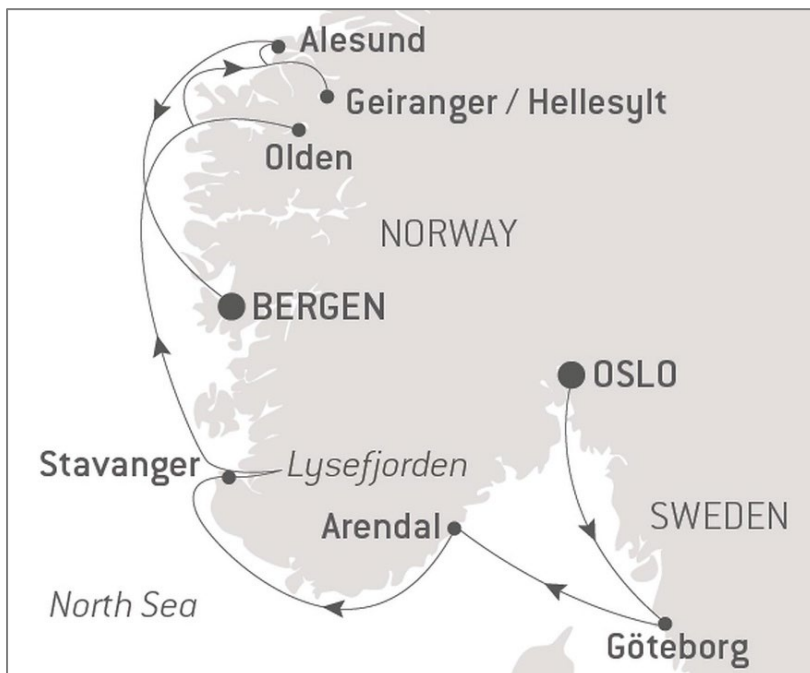 Alesund
Geiranger / Hellesylt
Olden
NORWAY
BERGEN
OSLO
Stavanger
Lysefjorden
SWEDEN
Arendal
North Sea
Göteborg